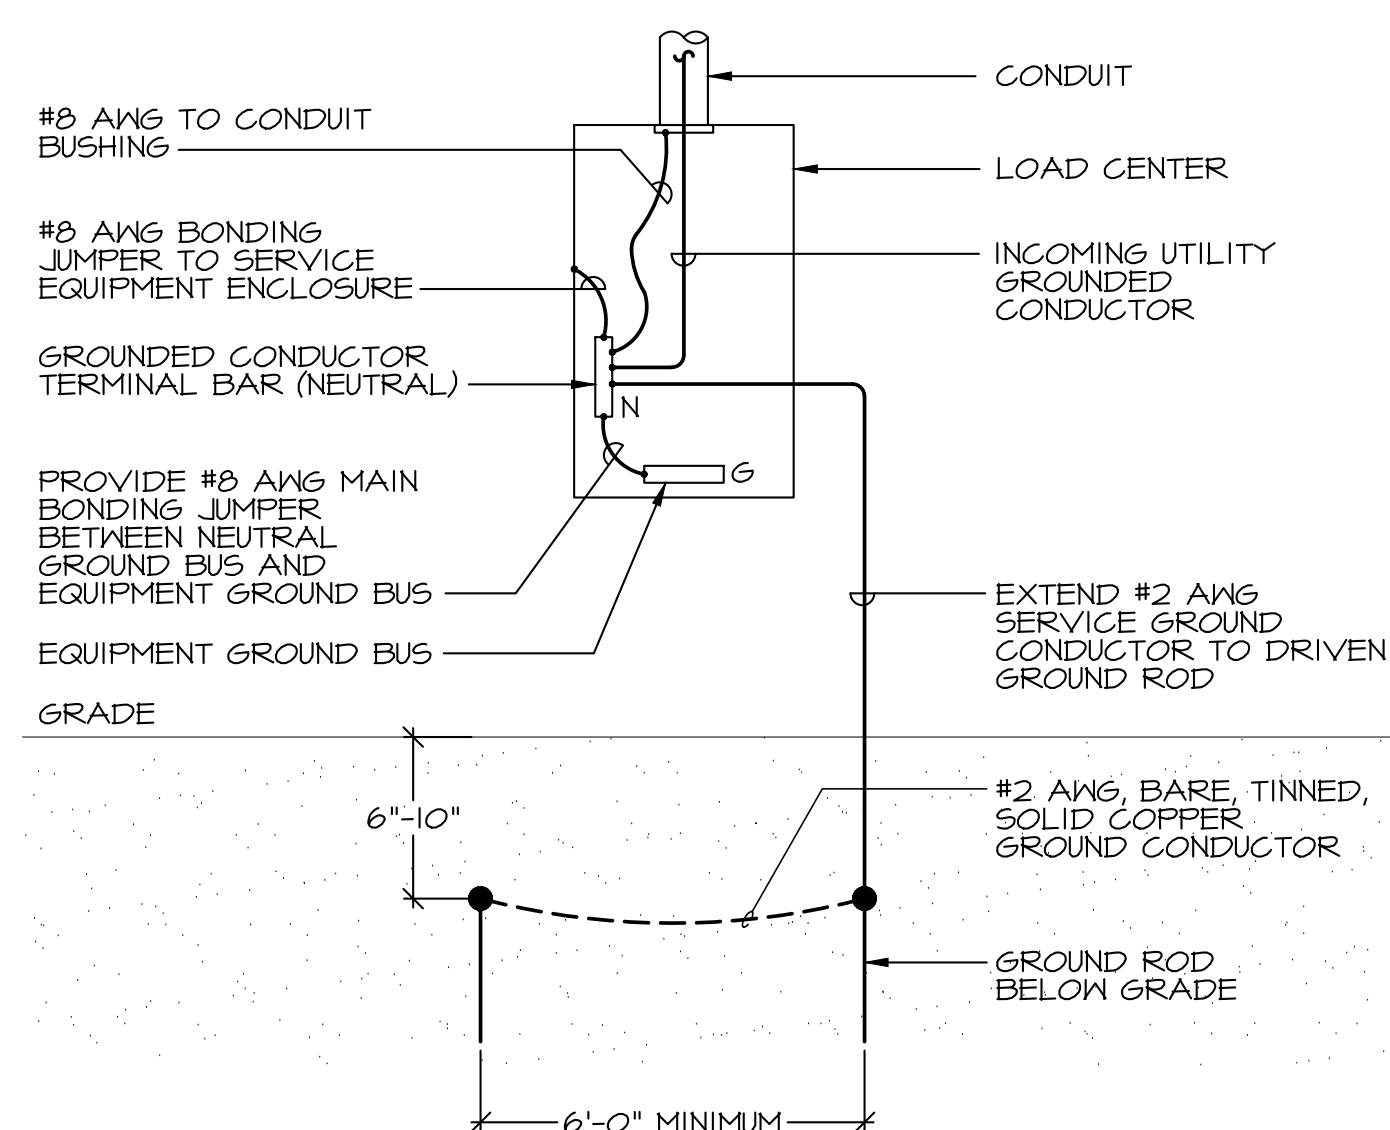 CONDUIT
#8 AWG TO CONDUIT
BUSHING
LOAD CENTER
#8 AWG BONDING
JUMPER TO SERVICE
EQUIPMENT ENCLOSURE
INCOMING UTILITY
GROUNDED
CONDUCTOR
GROUNDED CONDUCTOR
TERMINAL BAR (NEUTRAL)
N
G
PROVIDE #8 AWG MAIN
BONDING JUMPER
BETWEEN NEUTRAL
GROUND BUS AND
EQUIPMENT GROUND BUS
EXTEND #2 AWG
SERVICE GROUND
CONDUCTOR TO DRIVEN
GROUND ROD
EQUIPMENT GROUND BUS
GRADE
6"-10"
#2 AWG, BARE, TINNED,
SOLID COPPER
GROUND CONDUCTOR
GROUND ROD
BELOW GRADE
6'-0" MINIMUM